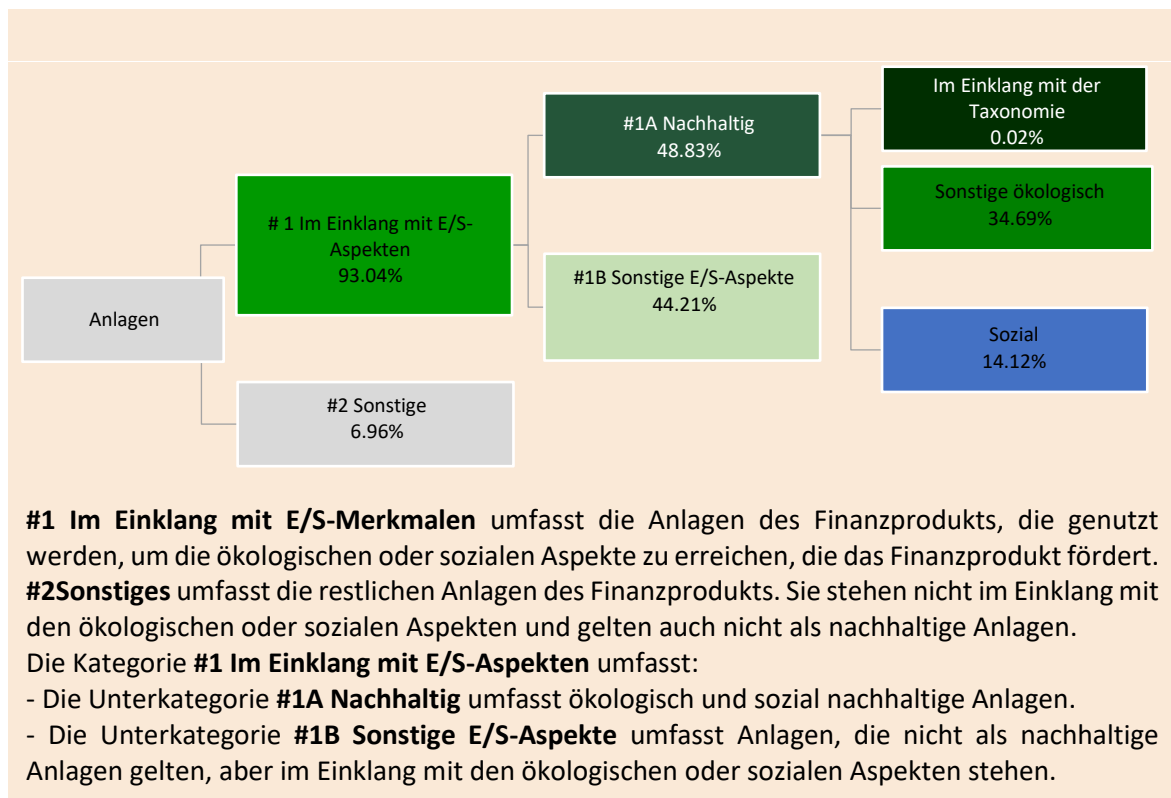 Im Einklang mit der
Taxonomie
0.02%
#1A Nachhaltig
48.83%
Sonstige ökologisch
34.69%
# 1 Im Einklang mit E/S-
Aspekten
93.04%
#1B Sonstige E/S-Aspekte
44.21%
Anlagen
Sozial
14.12%
#2 Sonstige
6.96%
#1 Im Einklang mit E/S-Merkmalen umfasst die Anlagen des Finanzprodukts, die genutzt
werden, um die ökologischen oder sozialen Aspekte zu erreichen, die das Finanzprodukt fördert.
#2Sonstiges umfasst die restlichen Anlagen des Finanzprodukts. Sie stehen nicht im Einklang mit
den ökologischen oder sozialen Aspekten und gelten auch nicht als nachhaltige Anlagen.
Die Kategorie #1 Im Einklang mit E/S-Aspekten umfasst:
- Die Unterkategorie #1A Nachhaltig umfasst ökologisch und sozial nachhaltige Anlagen.
- Die Unterkategorie #1B Sonstige E/S-Aspekte umfasst Anlagen, die nicht als nachhaltige
Anlagen gelten, aber im Einklang mit den ökologischen oder sozialen Aspekten stehen.